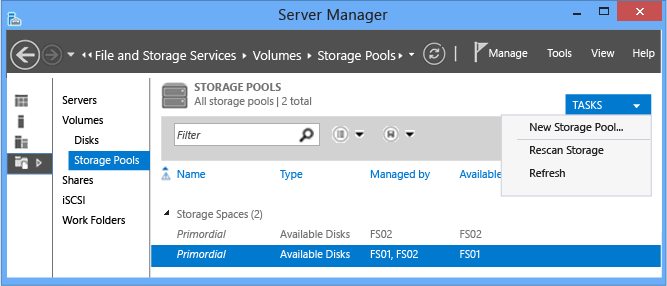 Server Manager
File and Storage Services Volumes Storage Pools Manage Tools View Help
Servers
Volumes
Disks
Storage Pools
Shares
iSCSI
Work Folders
STORAGE POOLS
All storage pools | 2 total
TASKS
New Storage Pool...
Rescan Storage
Refresh
Filter
Name Type Managed by Available
Storage Spaces (2)
Primordial Available Disks FS02 FS02
Primordial Available Disks FS01, FS02 FS01